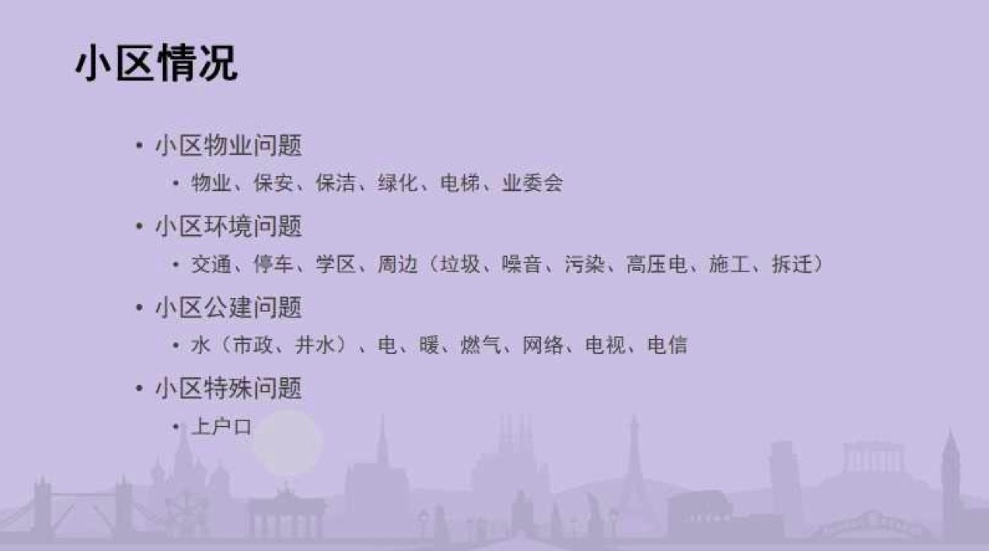 小区情况
• 小区物业问题
• 物业、保安、保洁、绿化、电梯、业委会
• 小区环境问题
• 交通、停车、学区、周边（垃圾、噪音、污染、高压电、施工、拆迁）
• 小区公建问题
• 水（市政、井水）、电、暖、燃气、网络、电视、电信
• 小区特殊问题
• 上户口